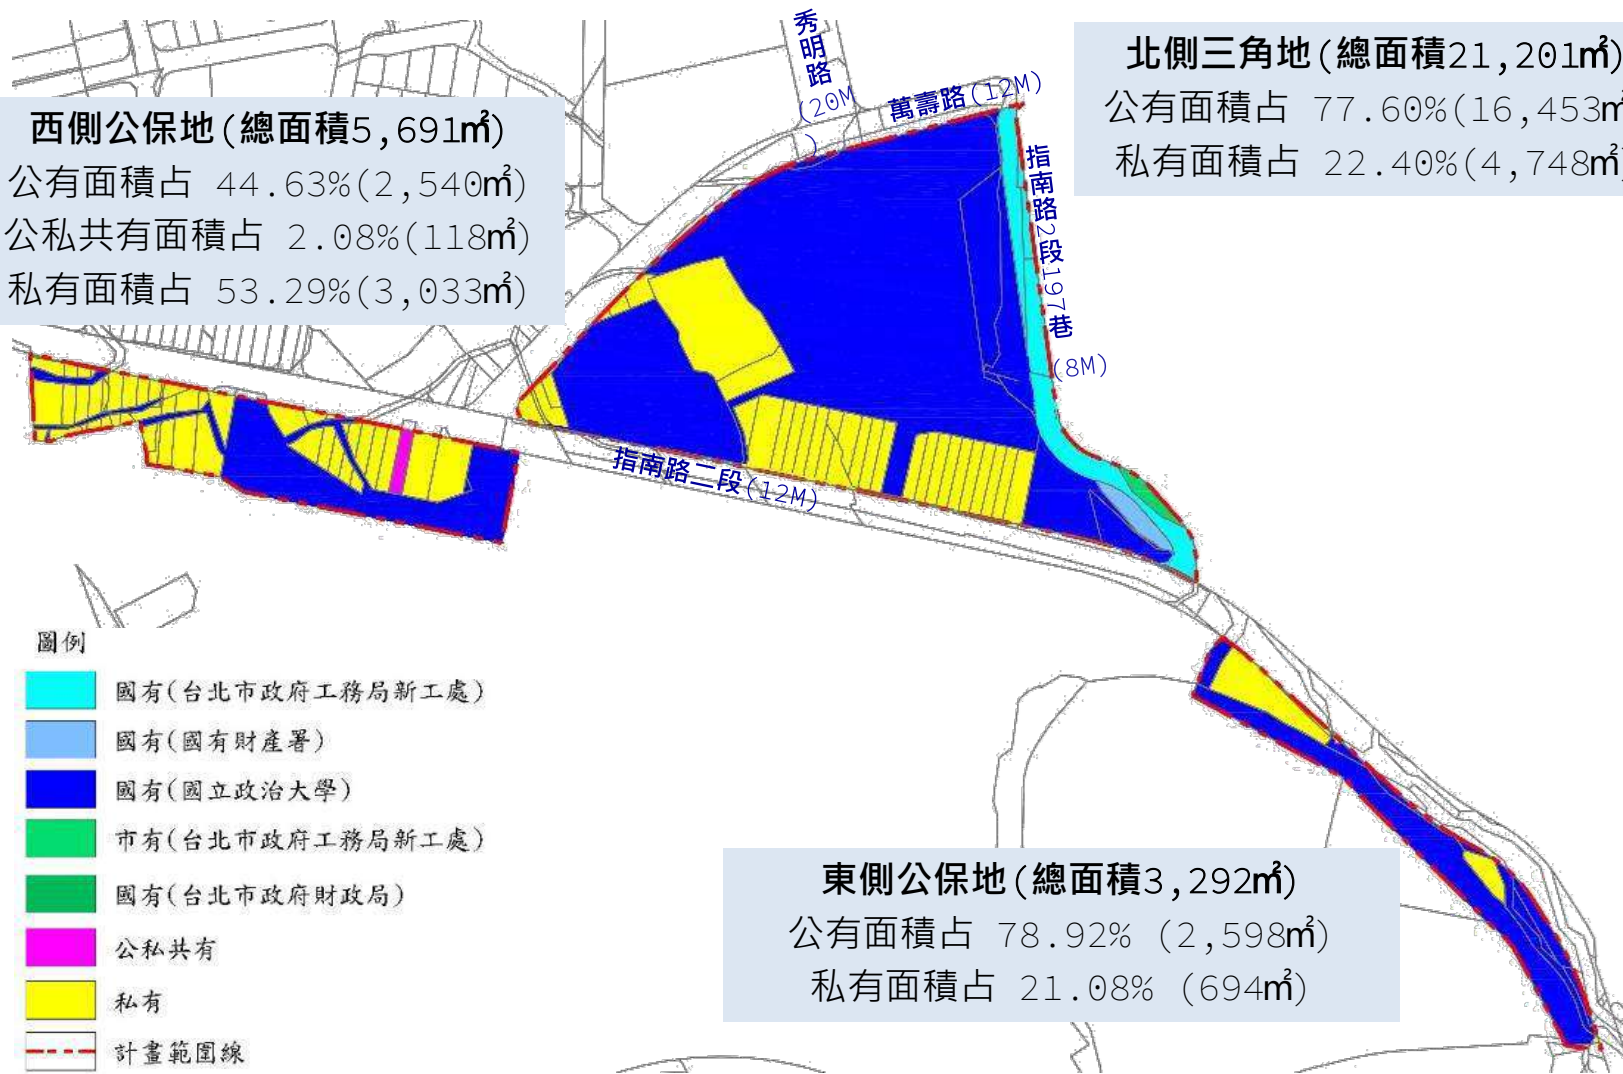 西側公保地(總面積5,691㎡)
公有面積占 44.63%(2,540㎡)
公私共有面積占 2.08%(118㎡)
私有面積占 53.29%(3,033㎡)
北側三角地(總面積21,201㎡)
公有面積占 77.60%(16,453㎡
私有面積占 22.40%(4,748㎡)
秀明路(20M)
萬壽路(12M)
指南路2段197巷(8M)
指南路二段(12M)
圖例
國有(台北市政府工務局新工處)
國有(國有財產署)
國有(國立政治大學)
市有(台北市政府工務局新工處)
國有(台北市政府財政局)
公私共有
私有
計畫範圍線
東側公保地(總面積3,292㎡)
公有面積占 78.92% (2,598㎡)
私有面積占 21.08% (694㎡)